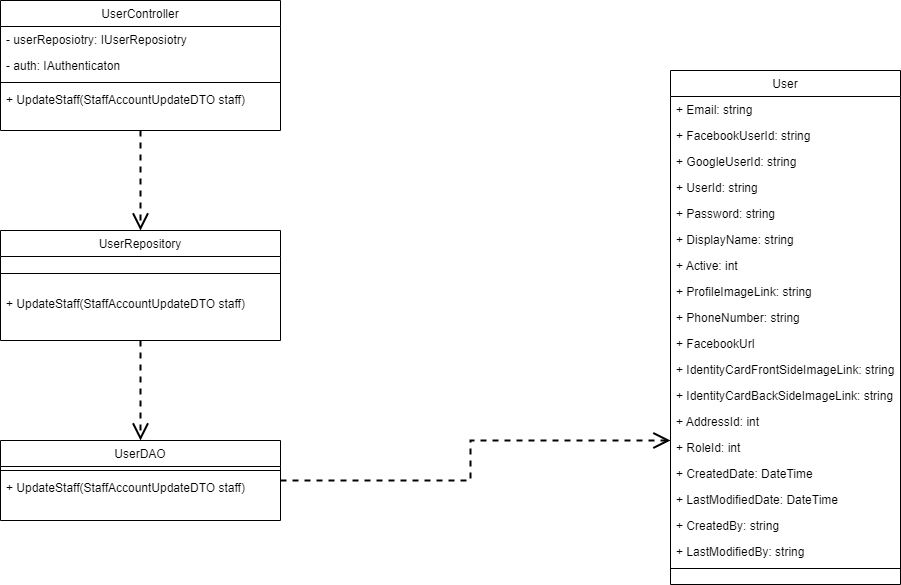 UserController
- userReposiotry: IUserReposiotry
- auth: IAuthenticaton
+ UpdateStaff(StaffAccountUpdateDTO staff)
UserRepository
+ UpdateStaff(StaffAccountUpdateDTO staff)
UserDAO
+ UpdateStaff(StaffAccountUpdateDTO staff)
User
+ Email: string
+ FacebookUserId: string
+ GoogleUserId: string
+ UserId: string
+ Password: string
+ DisplayName: string
+ Active: int
+ ProfileImageLink: string
+ PhoneNumber: string
+ FacebookUrl
+ IdentityCardFrontSideImageLink: string
+ IdentityCardBackSideImageLink: string
+ AddressId: int
+ RoleId: int
+ CreatedDate: DateTime
+ LastModifiedDate: DateTime
+ CreatedBy: string
+ LastModifiedBy: string